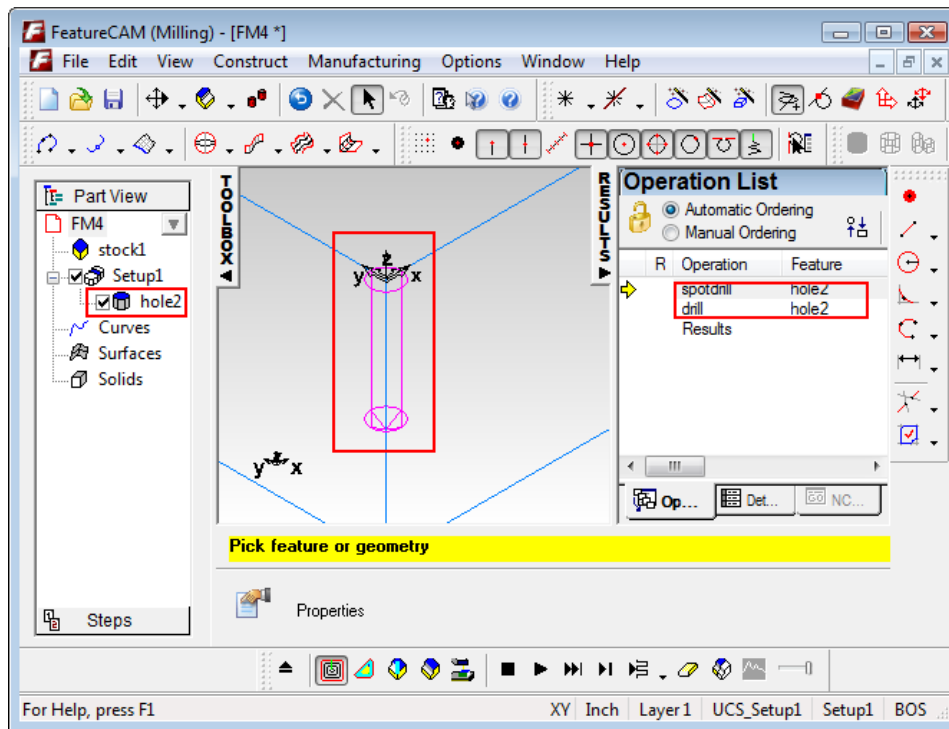 FeatureCAM (Milling) - [FM4 *]
File Edit View Construct Manufacturing Options Window Help
Part View
FM4
stock1
Setup1
hole2
Curves
Surfaces
Solids
Steps
TOOLBOX
z
y x
y x
RESULTS
Operation List
Automatic Ordering
Manual Ordering
R Operation Feature
spotdrill hole2
drill hole2
Results
Op... Det... NC...
Pick feature or geometry
Properties
For Help, press F1
XY Inch Layer 1 UCS_Setup1 Setup1 BOS